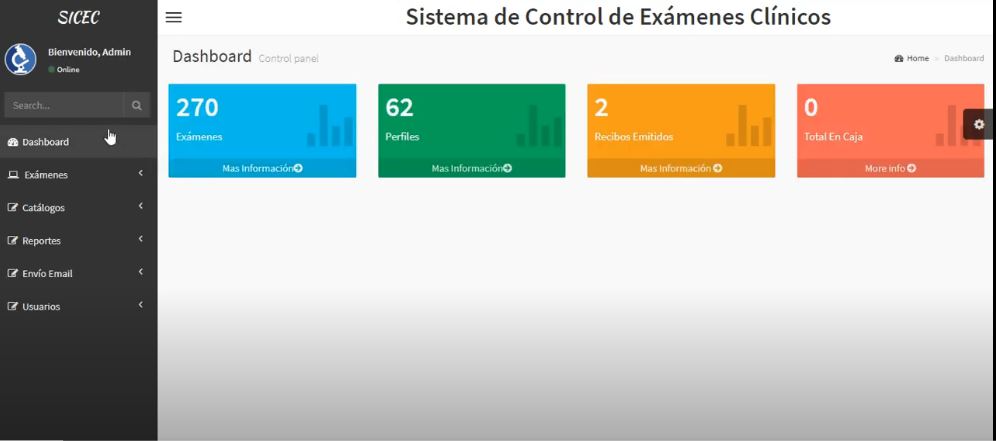 SICEC
Sistema de Control de Exámenes Clínicos
Bienvenido, Admin
Online
Search...
Dashboard
Exámenes
Catálogos
Reportes
Envío Email
Usuarios
Dashboard Control panel
Home > Dashboard
270
Exámenes
Mas Información
62
Perfiles
Mas Información
2
Recibos Emitidos
Mas Información
0
Total En Caja
More info